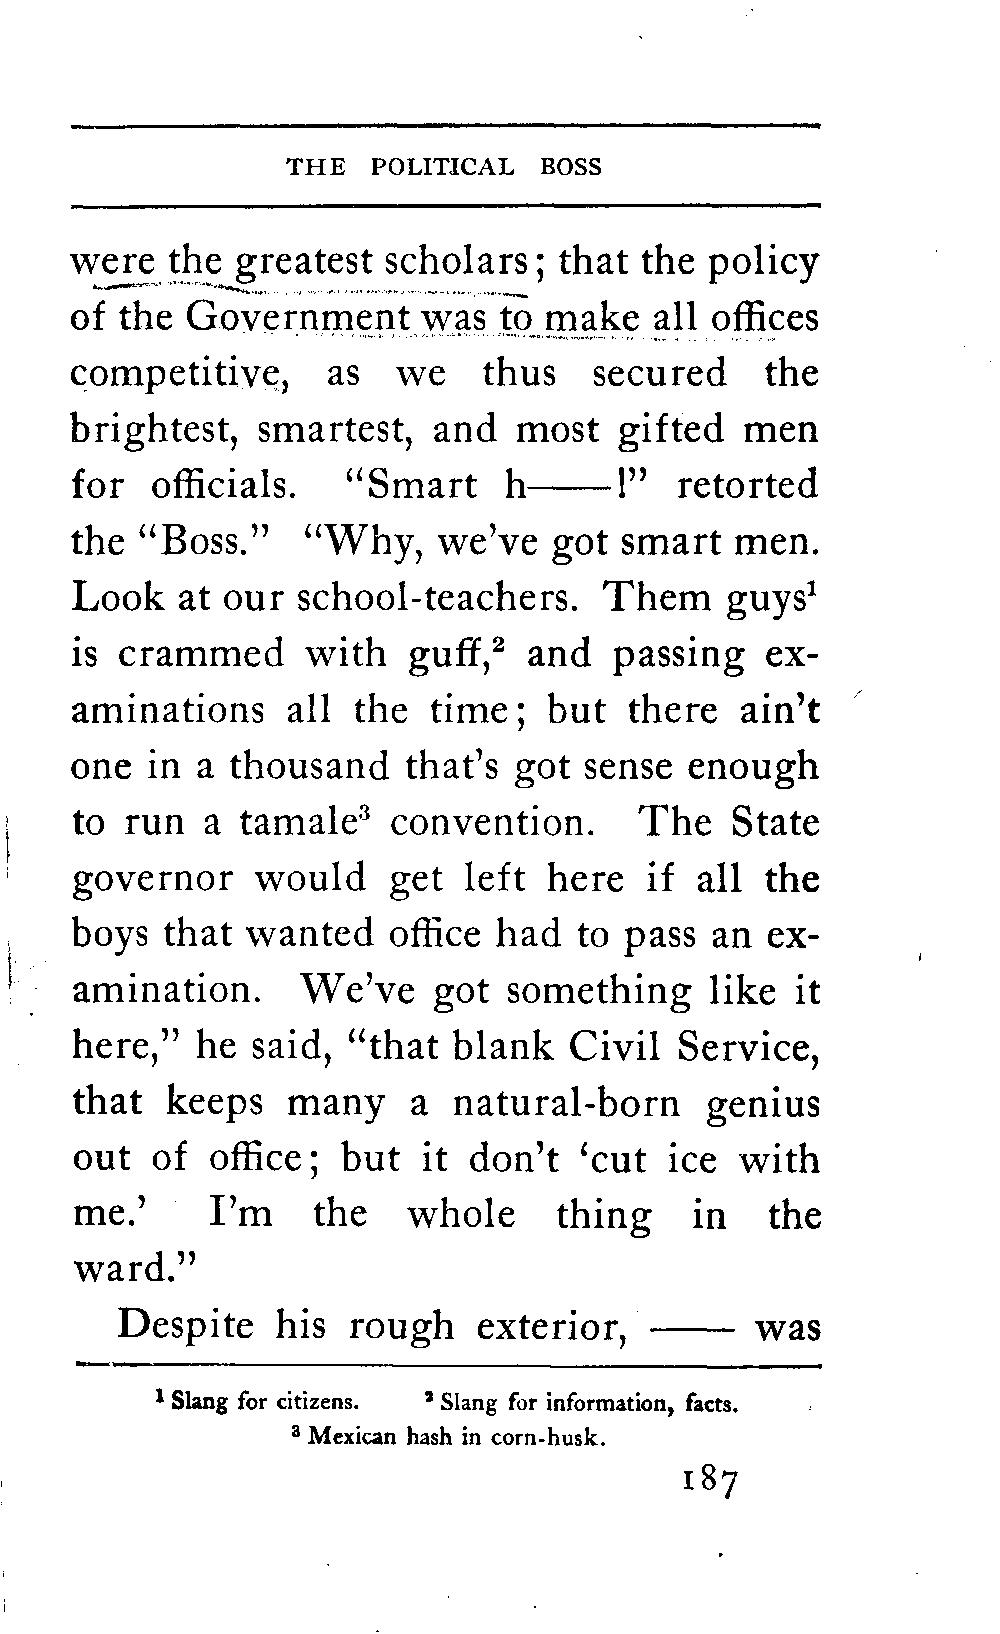 THE POLITICAL BOSS
were the greatest scholars; that the policy
of the Government was to make all offices
competitive, as we thus secured the
brightest, smartest, and most gifted men
for officials. “Smart h——!” retorted
the “Boss.” “Why, we’ve got smart men.
Look at our school-teachers. Them guys¹
is crammed with guff,² and passing ex-
aminations all the time; but there ain’t
one in a thousand that’s got sense enough
to run a tamale³ convention. The State
governor would get left here if all the
boys that wanted office had to pass an ex-
amination. We’ve got something like it
here,” he said, “that blank Civil Service,
that keeps many a natural-born genius
out of office; but it don’t ‘cut ice with
me.’ I’m the whole thing in the
ward.”
Despite his rough exterior, —— was
¹ Slang for citizens. ² Slang for information, facts.
³ Mexican hash in corn-husk.
187